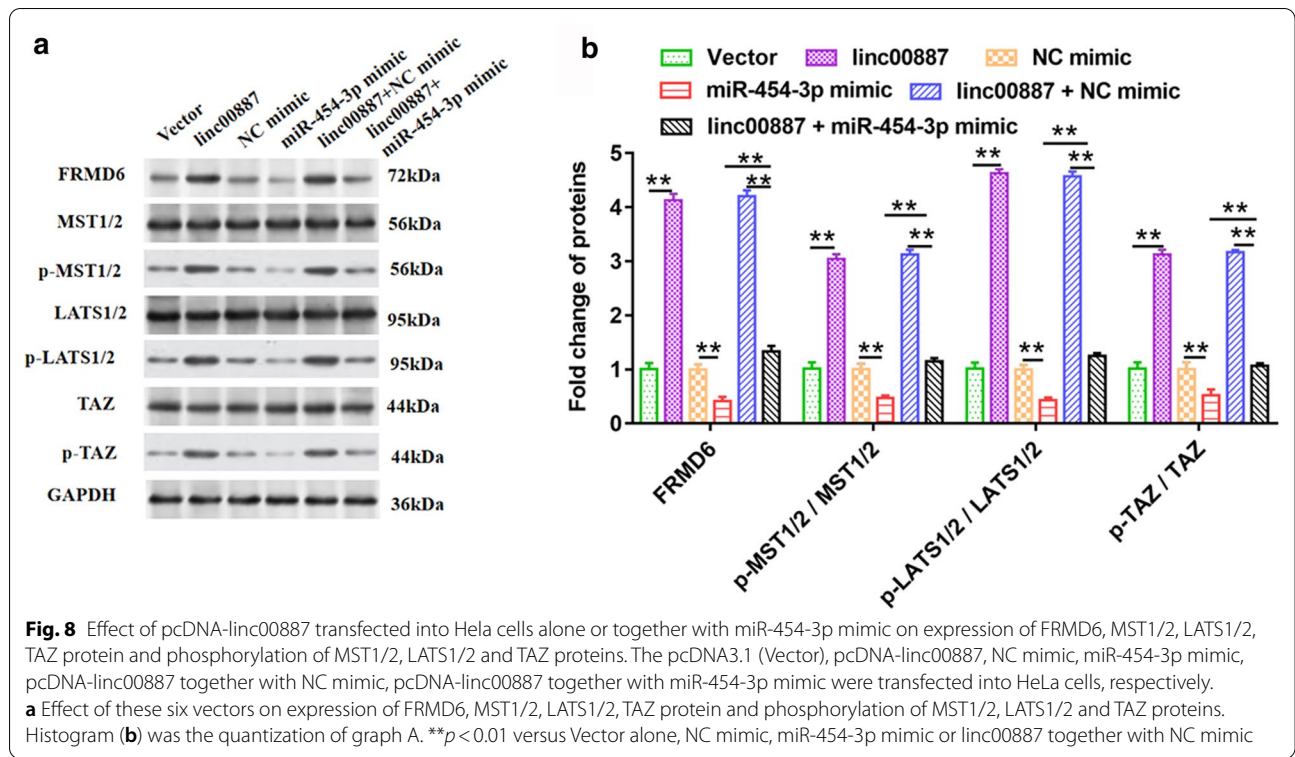 a
Vector
linc00887
NC mimic
miR-454-3p mimic
linc00887+NC mimic
linc00887+
miR-454-3p mimic
FRMD6 72kDa
MST1/2 56kDa
p-MST1/2 56kDa
LATS1/2 95kDa
p-LATS1/2 95kDa
TAZ 44kDa
p-TAZ 44kDa
GAPDH 36kDa
b
Vector linc00887 NC mimic
miR-454-3p mimic linc00887 + NC mimic
linc00887 + miR-454-3p mimic
Fold change of proteins
5
4
3
2
1
0
** ** ** **
** ** ** **
** ** ** **
** ** ** **
FRMD6
p-MST1/2 / MST1/2
p-LATS1/2 / LATS1/2
p-TAZ / TAZ
Fig. 8 Effect of pcDNA-linc00887 transfected into Hela cells alone or together with miR-454-3p mimic on expression of FRMD6, MST1/2, LATS1/2,
TAZ protein and phosphorylation of MST1/2, LATS1/2 and TAZ proteins. The pcDNA3.1 (Vector), pcDNA-linc00887, NC mimic, miR-454-3p mimic,
pcDNA-linc00887 together with NC mimic, pcDNA-linc00887 together with miR-454-3p mimic were transfected into HeLa cells, respectively.
a Effect of these six vectors on expression of FRMD6, MST1/2, LATS1/2, TAZ protein and phosphorylation of MST1/2, LATS1/2 and TAZ proteins.
Histogram (b) was the quantization of graph A. **p < 0.01 versus Vector alone, NC mimic, miR-454-3p mimic or linc00887 together with NC mimic